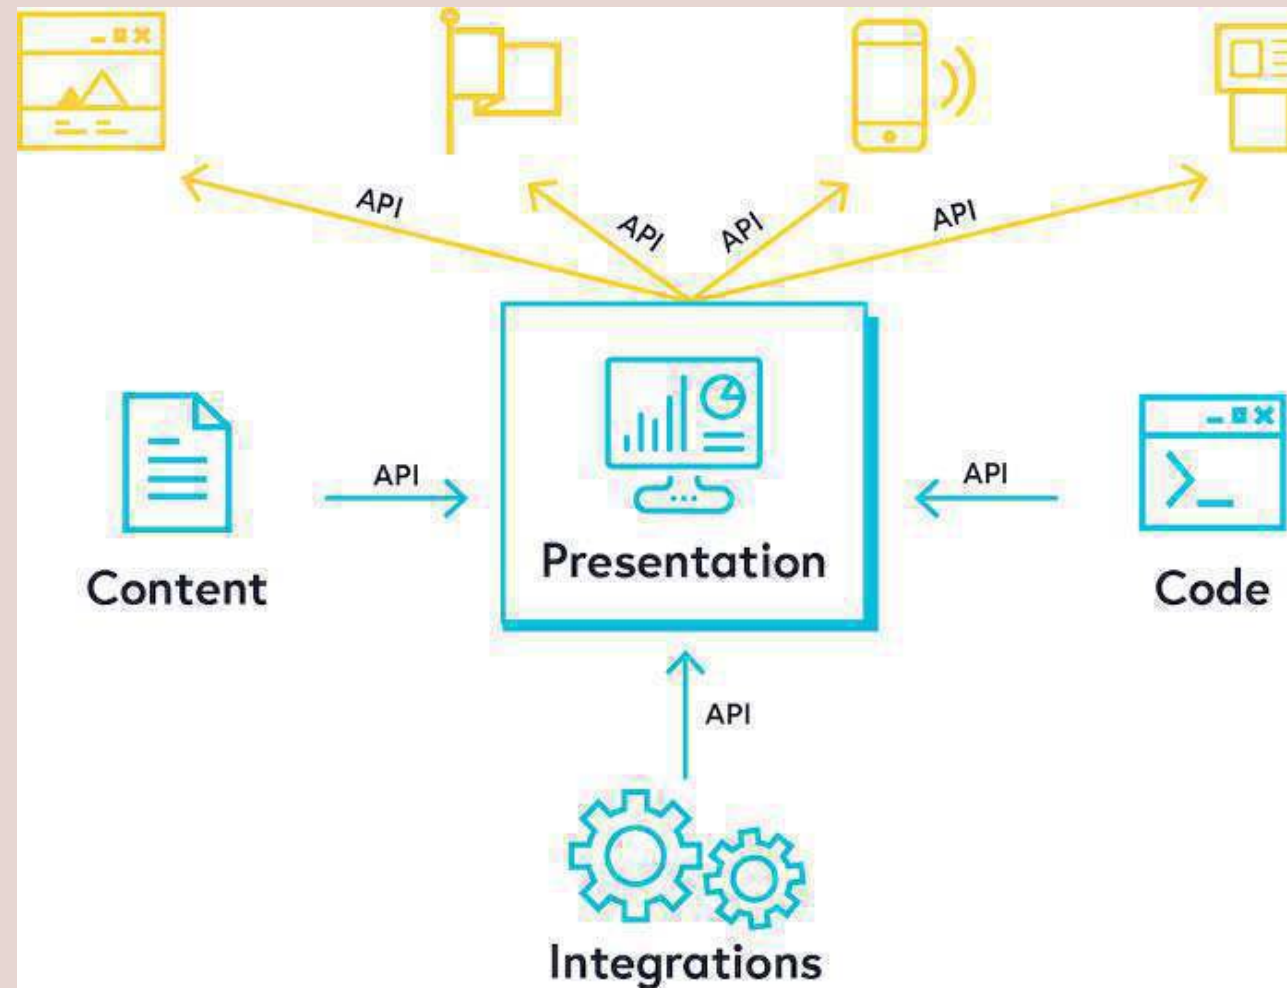 API
API
API
API
API
API
Content
Presentation
Code
API
Integrations